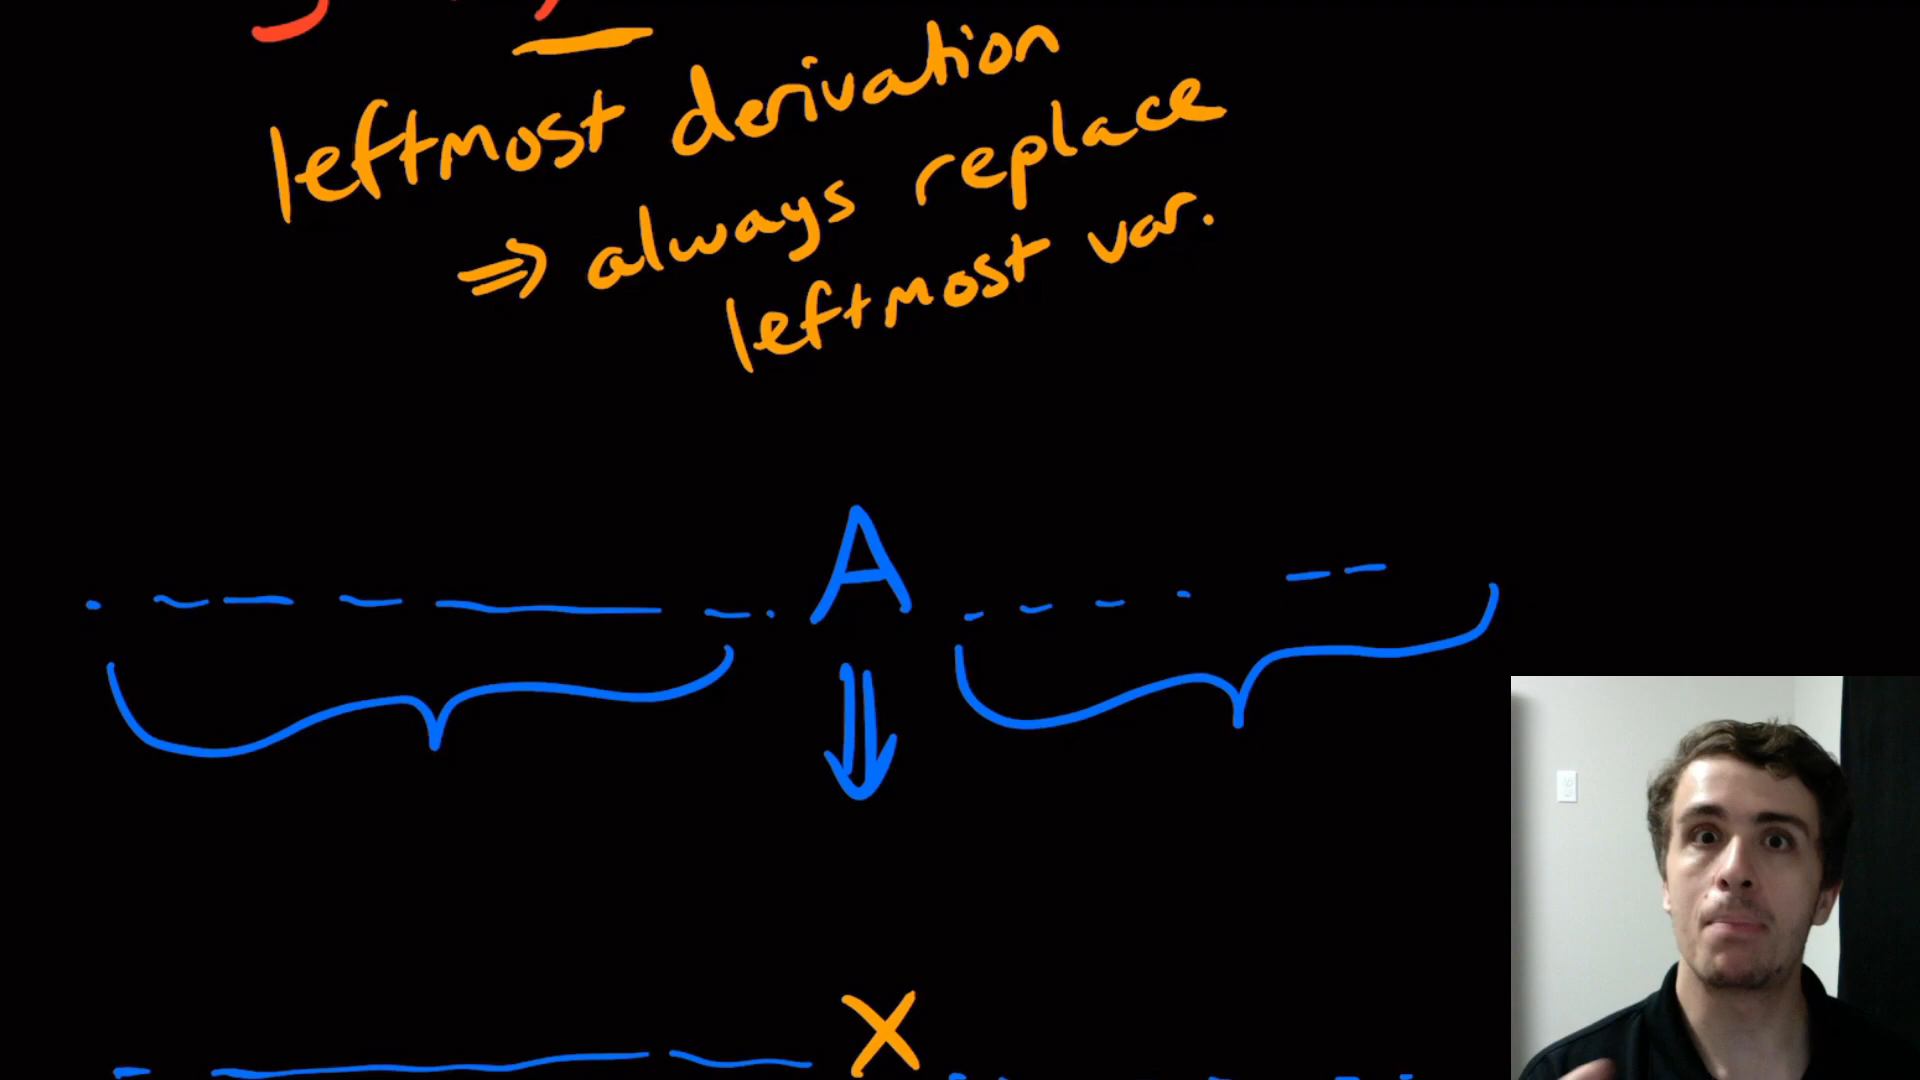 leftmost derivation
⇒ always replace
leftmost var.
A
X